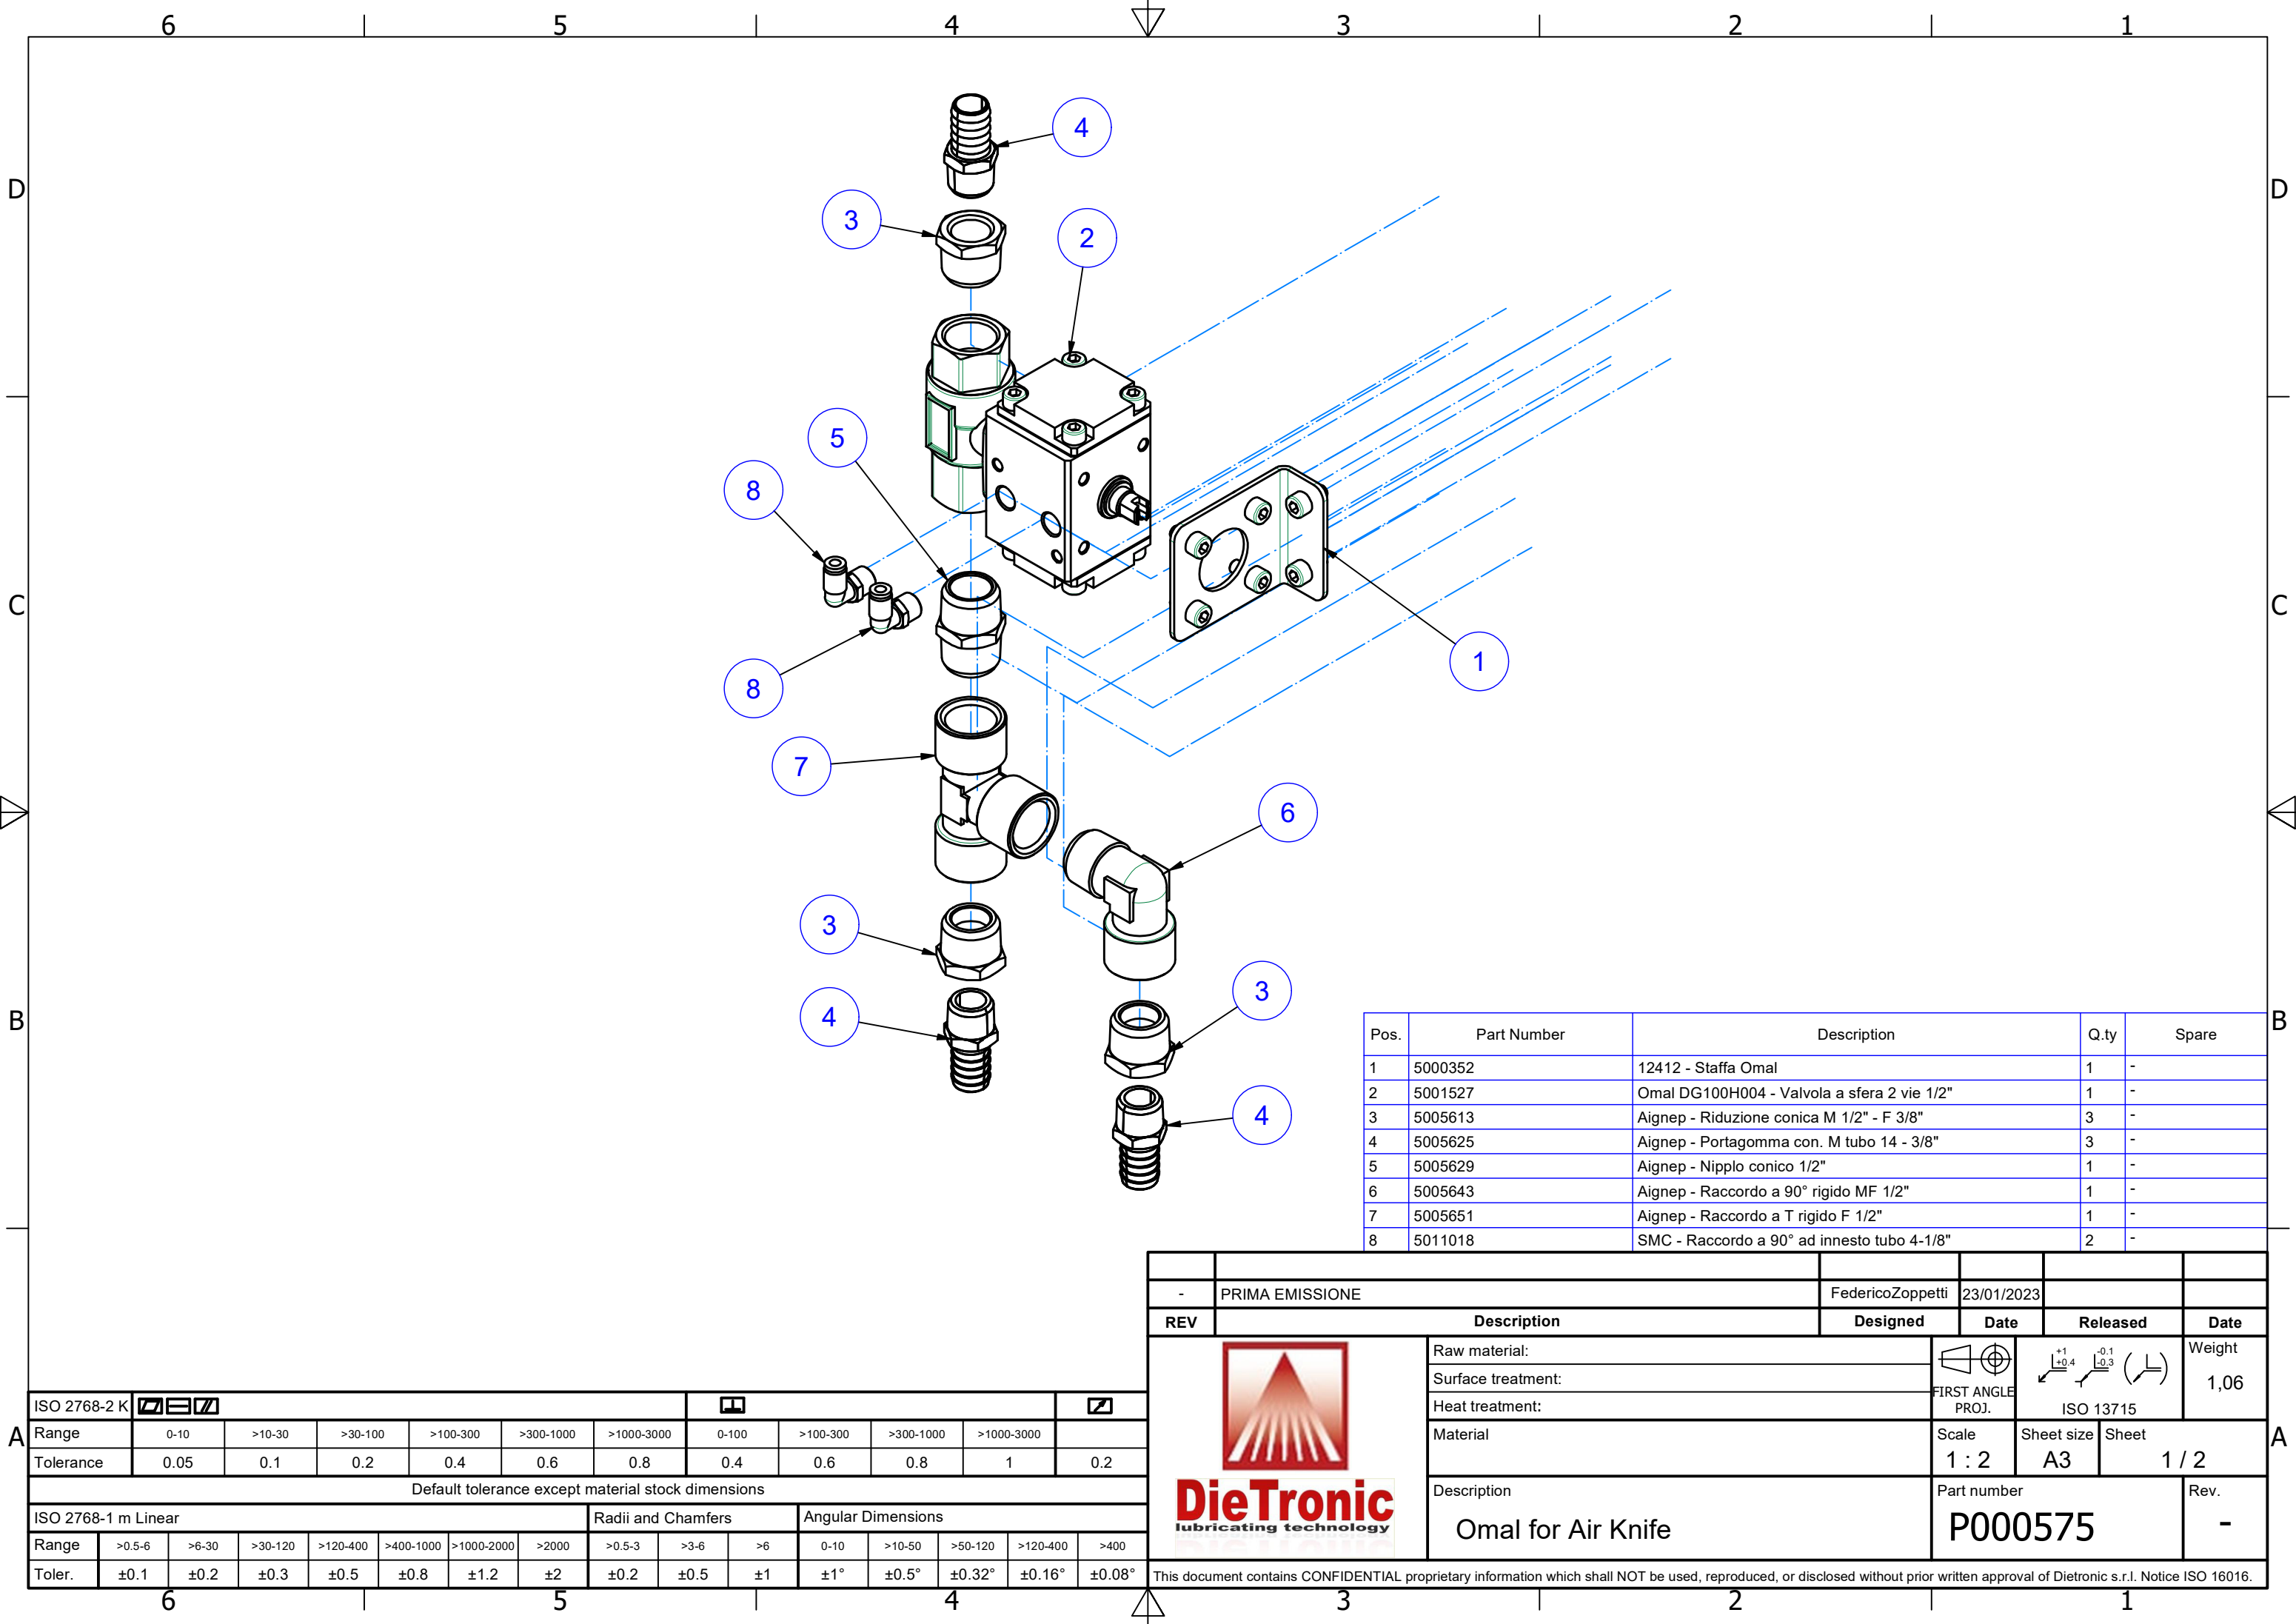 6 5 4 3 2 1
D D
4
3
2
5
8
C C
8
1
7
6
3
3
4
4
B B
Pos. Part Number Description Q.ty Spare
1 5000352 12412 - Staffa Omal 1 -
2 5001527 Omal DG100H004 - Valvola a sfera 2 vie 1/2" 1 -
3 5005613 Aignep - Riduzione conica M 1/2" - F 3/8" 3 -
4 5005625 Aignep - Portagomma con. M tubo 14 - 3/8" 3 -
5 5005629 Aignep - Nipplo conico 1/2" 1 -
6 5005643 Aignep - Raccordo a 90° rigido MF 1/2" 1 -
7 5005651 Aignep - Raccordo a T rigido F 1/2" 1 -
8 5011018 SMC - Raccordo a 90° ad innesto tubo 4-1/8" 2 -
- PRIMA EMISSIONE FedericoZoppetti 23/01/2023
REV Description Designed Date Released Date
Raw material:
Surface treatment:
Heat treatment:
FIRST ANGLE PROJ.
+1 +0.4 -0.1 -0.3
ISO 13715
Weight
1,06
Material
Scale
1 : 2
Sheet size
A3
Sheet
1 / 2
DieTronic
lubricating technology
Description
Omal for Air Knife
Part number
P000575
Rev.
-
This document contains CONFIDENTIAL proprietary information which shall NOT be used, reproduced, or disclosed without prior written approval of Dietronic s.r.l. Notice ISO 16016.
A A
ISO 2768-2 K
Range 0-10 >10-30 >30-100 >100-300 >300-1000 >1000-3000 0-100 >100-300 >300-1000 >1000-3000
Tolerance 0.05 0.1 0.2 0.4 0.6 0.8 0.4 0.6 0.8 1 0.2
Default tolerance except material stock dimensions
ISO 2768-1 m Linear Radii and Chamfers Angular Dimensions
Range >0.5-6 >6-30 >30-120 >120-400 >400-1000 >1000-2000 >2000 >0.5-3 >3-6 >6 0-10 >10-50 >50-120 >120-400 >400
Toler. ±0.1 ±0.2 ±0.3 ±0.5 ±0.8 ±1.2 ±2 ±0.2 ±0.5 ±1 ±1° ±0.5° ±0.32° ±0.16° ±0.08°
6 5 4 3 2 1